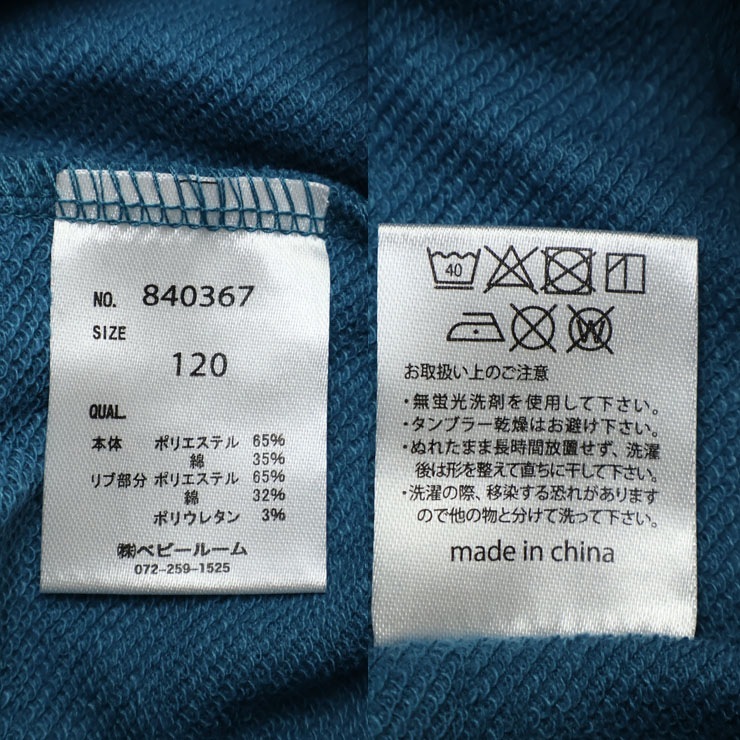 NO. 840367
SIZE
120
QUAL.
本体 ポリエステル 65%
綿 35%
リブ部分 ポリエステル 65%
綿 32%
ポリウレタン 3%
㈱ベビールーム
072-259-1525
40
W
お取扱い上のご注意
・無蛍光洗剤を使用して下さい。
・タンブラー乾燥はお避け下さい。
・ぬれたまま長時間放置せず、洗濯
後は形を整えて直ちに干して下さい。
・洗濯の際、移染する恐れがあります
ので他の物と分けて洗って下さい。
made in china